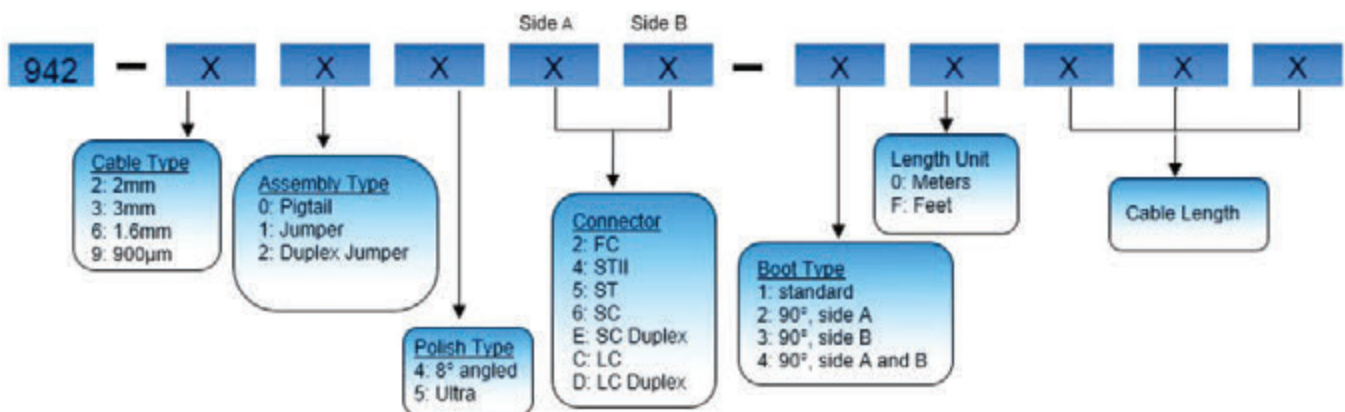 Side A
Side B
942 - X X X X X - X X X X X
Cable Type
2: 2mm
3: 3mm
6: 1.6mm
9: 900µm
Assembly Type
0: Pigtail
1: Jumper
2: Duplex Jumper
Polish Type
4: 8° angled
5: Ultra
Connector
2: FC
4: STII
5: ST
6: SC
E: SC Duplex
C: LC
D: LC Duplex
Boot Type
1: standard
2: 90°, side A
3: 90°, side B
4: 90°, side A and B
Length Unit
0: Meters
F: Feet
Cable Length